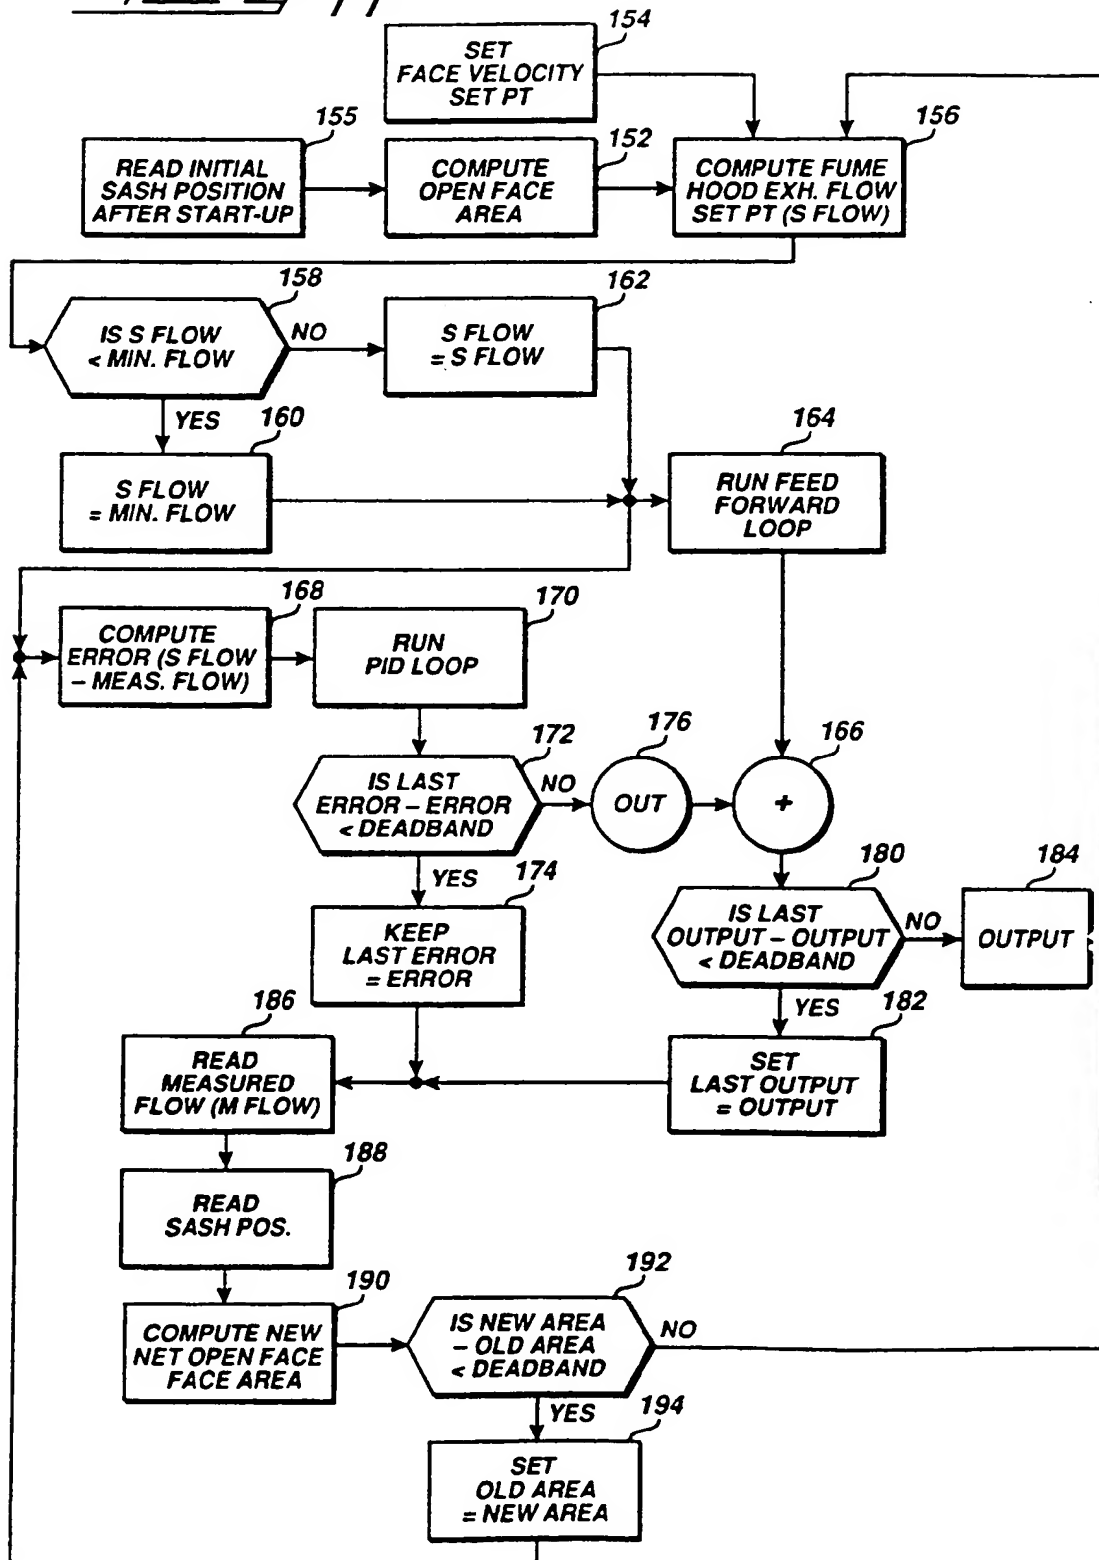 154
SET
FACE VELOCITY
SET PT
155
READ INITIAL
SASH POSITION
AFTER START-UP
152
COMPUTE
OPEN FACE
AREA
156
COMPUTE FUME
HOOD EXH. FLOW
SET PT (S FLOW)
158
IS S FLOW
< MIN. FLOW
NO
162
S FLOW
= S FLOW
YES
160
S FLOW
= MIN. FLOW
164
RUN FEED
FORWARD
LOOP
168
COMPUTE
ERROR (S FLOW
– MEAS. FLOW)
170
RUN
PID LOOP
172
IS LAST
ERROR – ERROR
< DEADBAND
NO
176
OUT
166
+
YES
174
KEEP
LAST ERROR
= ERROR
180
IS LAST
OUTPUT – OUTPUT
< DEADBAND
NO
184
OUTPUT
YES
182
SET
LAST OUTPUT
= OUTPUT
186
READ
MEASURED
FLOW (M FLOW)
188
READ
SASH POS.
190
COMPUTE NEW
NET OPEN FACE
FACE AREA
192
IS NEW AREA
– OLD AREA
< DEADBAND
NO
YES
194
SET
OLD AREA
= NEW AREA